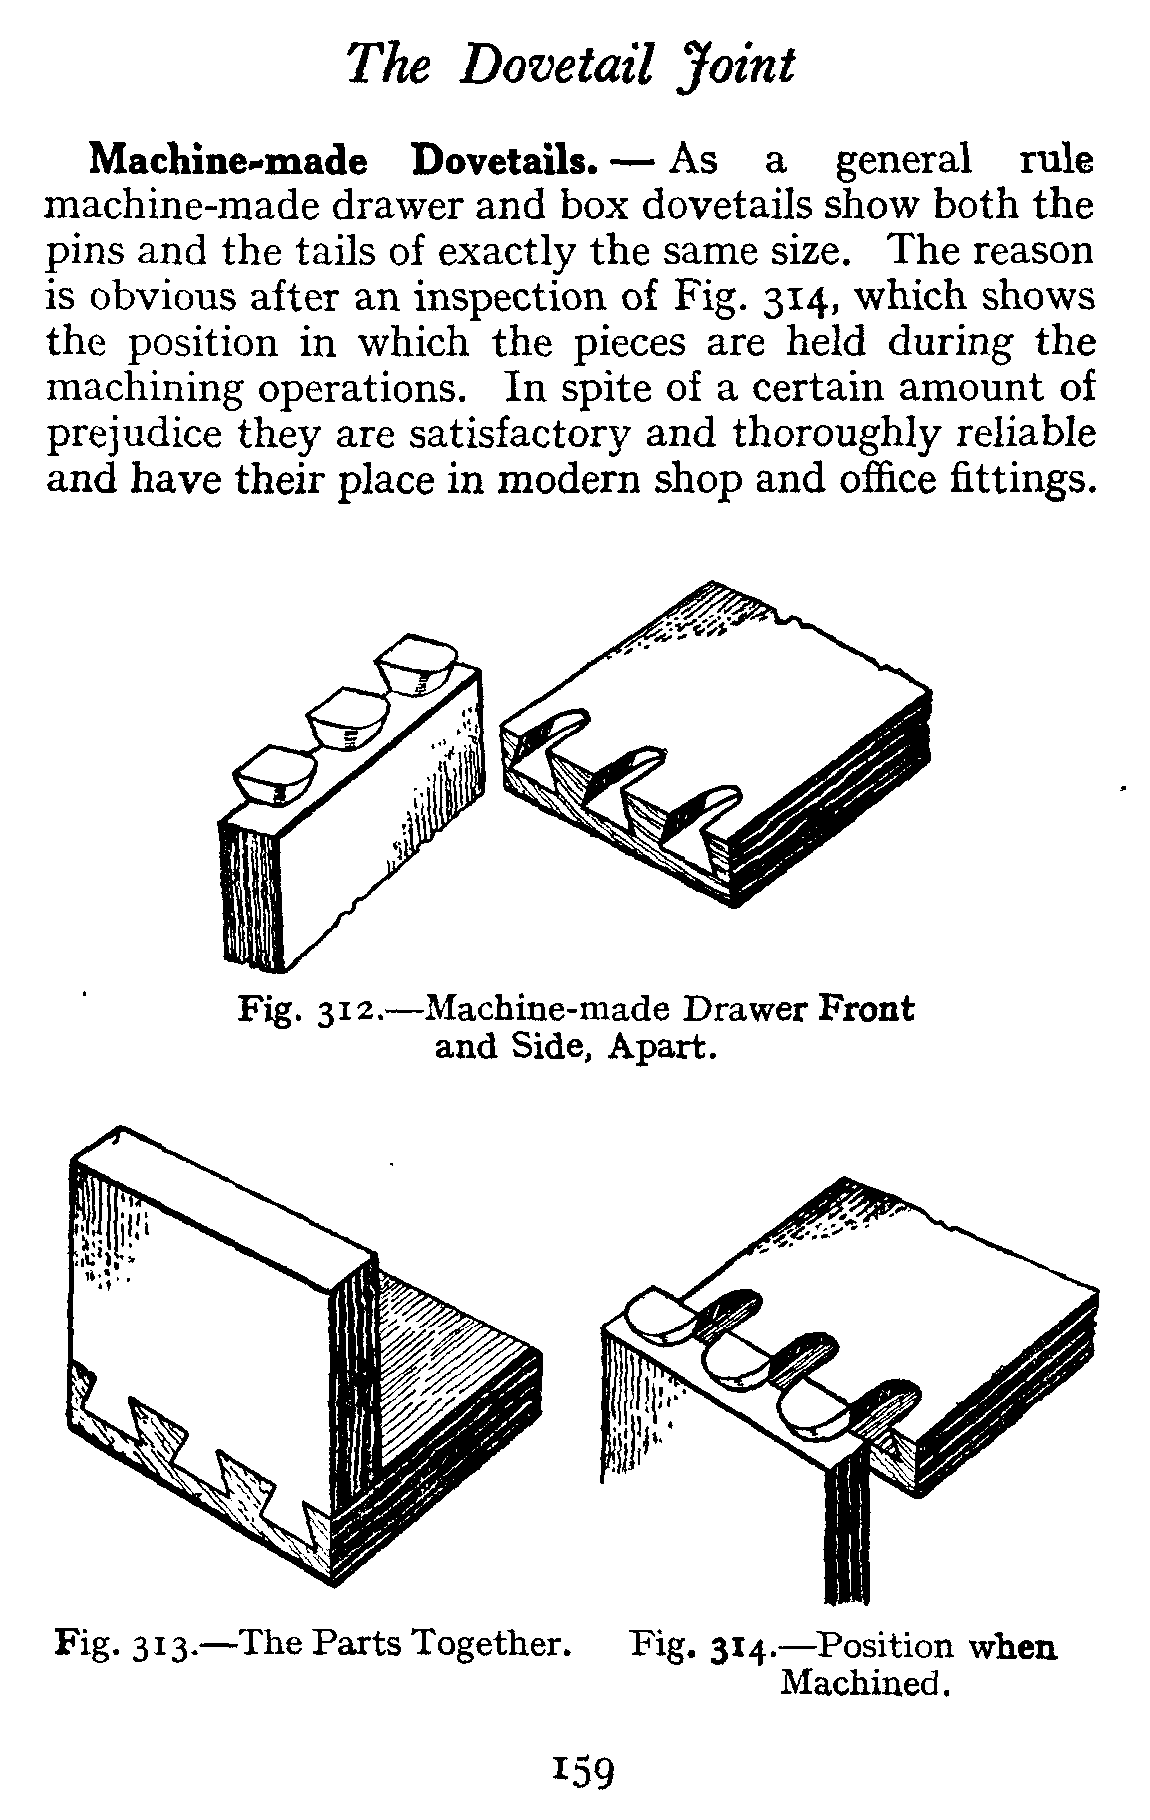 The Dovetail Joint
Machine-made Dovetails. — As a general rule
machine-made drawer and box dovetails show both the
pins and the tails of exactly the same size. The reason
is obvious after an inspection of Fig. 314, which shows
the position in which the pieces are held during the
machining operations. In spite of a certain amount of
prejudice they are satisfactory and thoroughly reliable
and have their place in modern shop and office fittings.
Fig. 312.—Machine-made Drawer Front
and Side, Apart.
Fig. 313.—The Parts Together.
Fig. 314.—Position when
Machined.
159